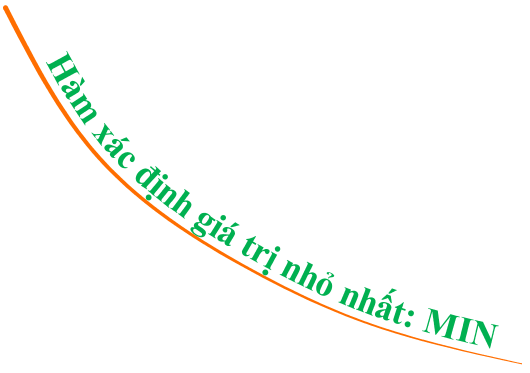 Hàm xác định giá trị nhỏ nhất: MIN